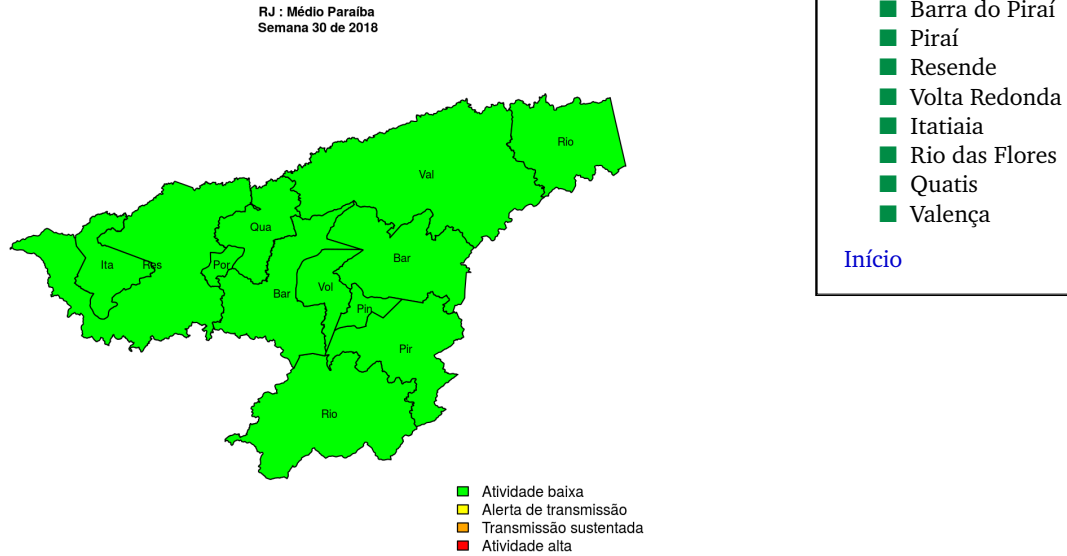 RJ : Médio Paraíba
Semana 30 de 2018
Rio
Val
Qua
Bar
Ita
Res
Por
Vol
Bar
Pin
Pir
Rio
Atividade baixa
Alerta de transmissão
Transmissão sustentada
Atividade alta
Barra do Piraí
Piraí
Resende
Volta Redonda
Itatiaia
Rio das Flores
Quatis
Valença
Início